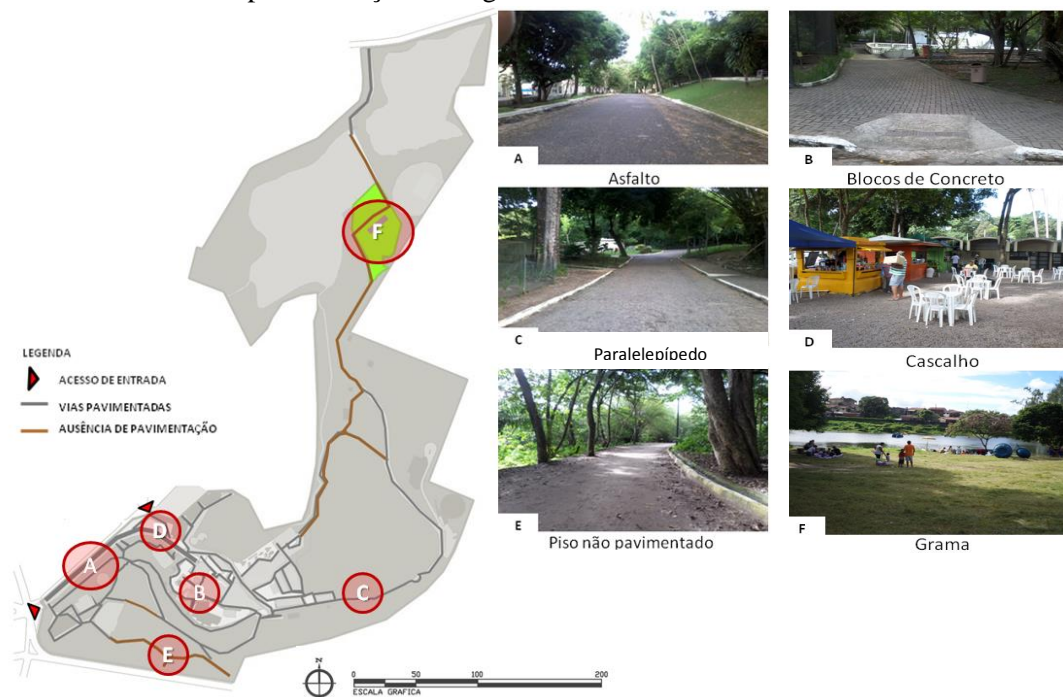 F
LEGENDA
ACESSO DE ENTRADA
VIAS PAVIMENTADAS
AUSÊNCIA DE PAVIMENTAÇÃO
D
A
B
C
E
N
0 50 100 200
ESCALA GRAFICA
A
Asfalto
B
Blocos de Concreto
C
Paralelepípedo
D
Cascalho
E
Piso não pavimentado
F
Grama